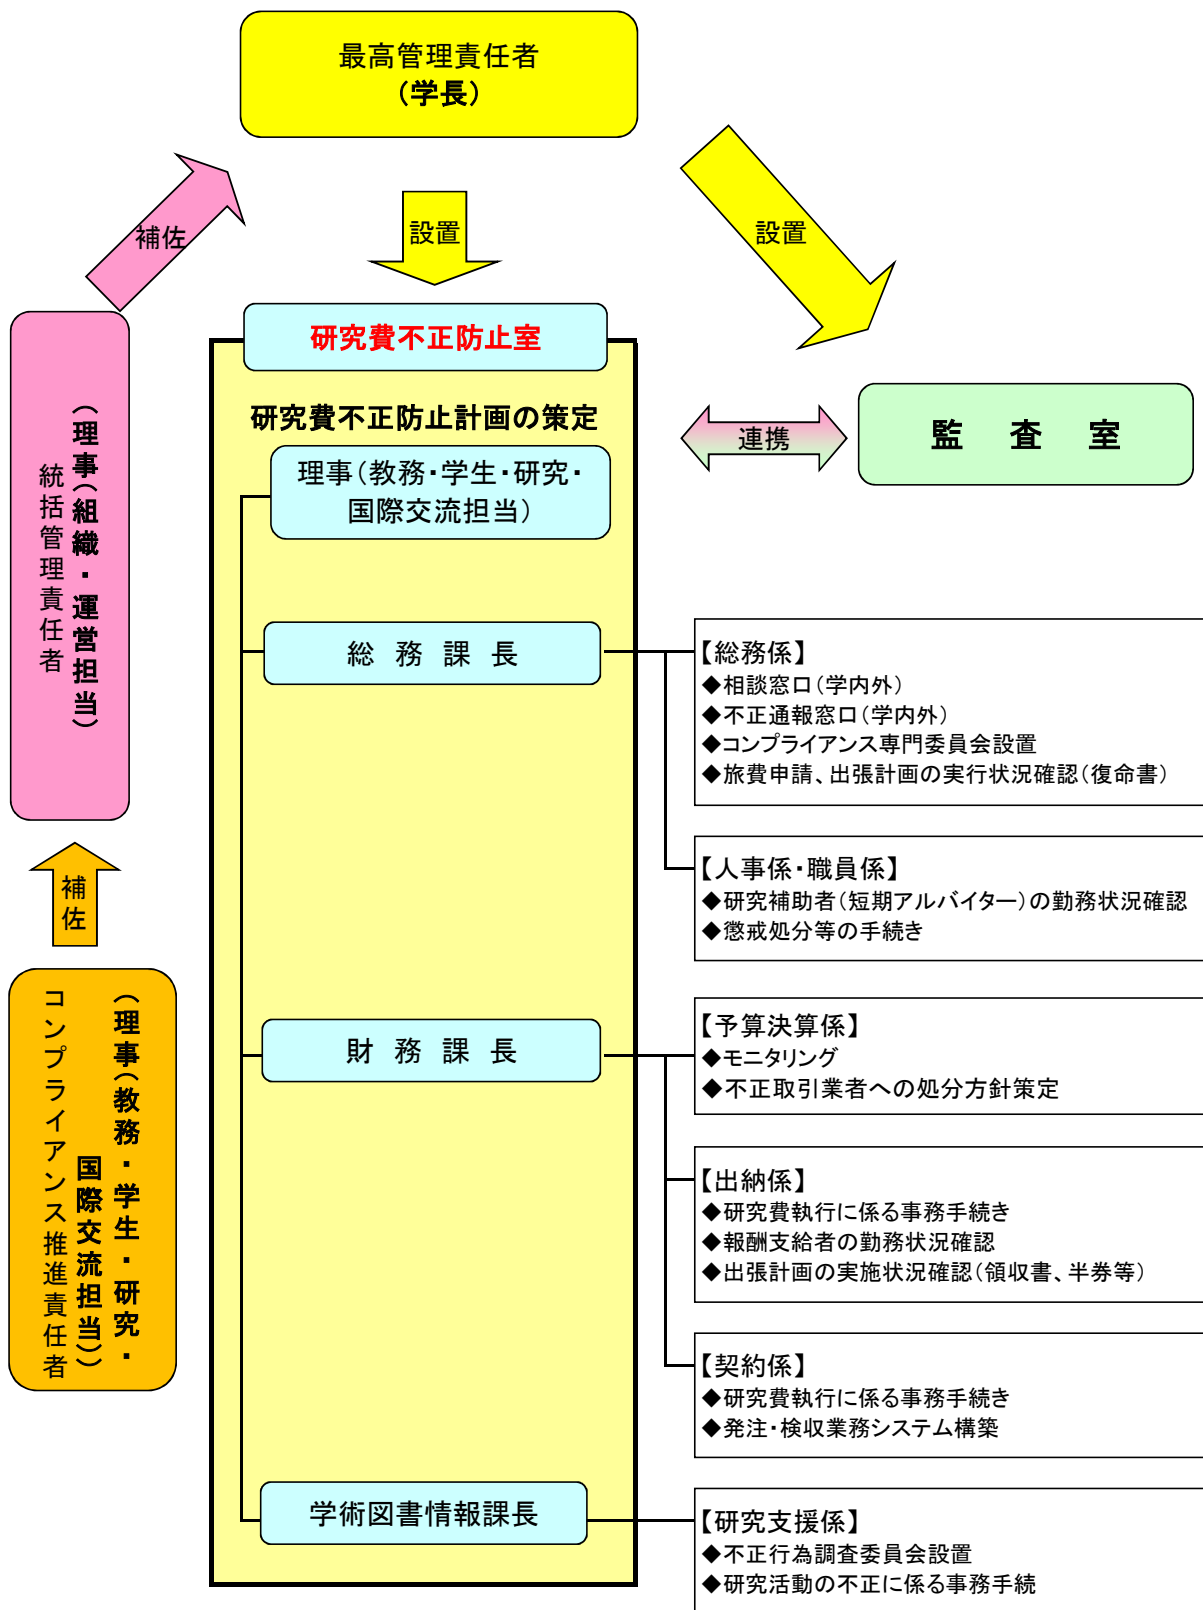 最高管理責任者
（学長）
補佐
設置
設置
研究費不正防止室
研究費不正防止計画の策定
連携
監　査　室
理事（教務・学生・研究・
国際交流担当）
（理事（組織・運営担当）
統括管理責任者
総　務　課　長
【総務係】
◆相談窓口（学内外）
◆不正通報窓口（学内外）
◆コンプライアンス専門委員会設置
◆旅費申請、出張計画の実行状況確認（復命書）
【人事係・職員係】
◆研究補助者（短期アルバイター）の勤務状況確認
◆懲戒処分等の手続き
補佐
（理事（教務・学生・研究・
国際交流担当））
コンプライアンス推進責任者
財　務　課　長
【予算決算係】
◆モニタリング
◆不正取引業者への処分方針策定
【出納係】
◆研究費執行に係る事務手続き
◆報酬支給者の勤務状況確認
◆出張計画の実施状況確認（領収書、半券等）
【契約係】
◆研究費執行に係る事務手続き
◆発注・検収業務システム構築
学術図書情報課長
【研究支援係】
◆不正行為調査委員会設置
◆研究活動の不正に係る事務手続